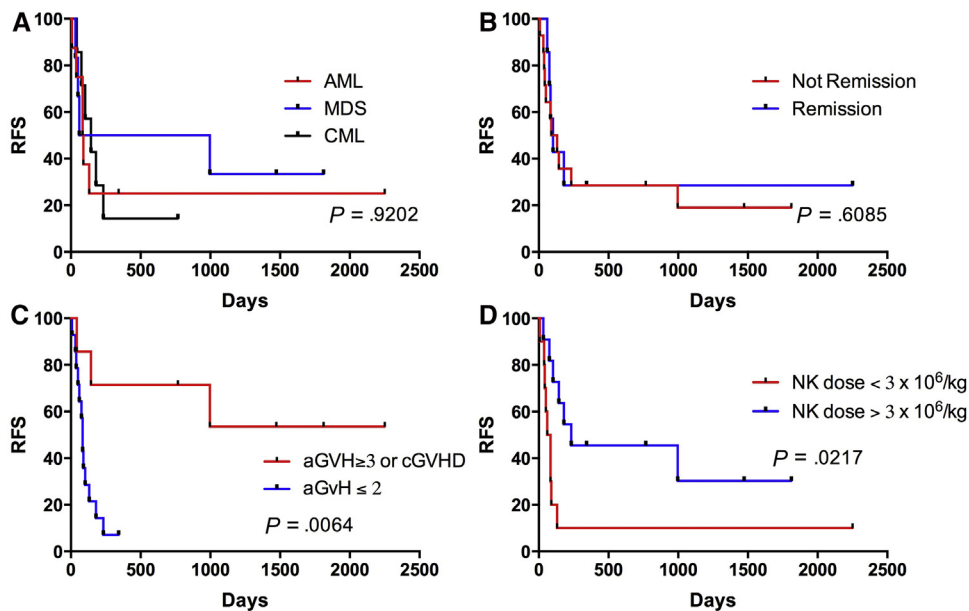 A
100
80
60
40
20
0
RFS
AML
MDS
CML
P = .9202
0 500 1000 1500 2000 2500
Days
B
100
80
60
40
20
0
RFS
Not Remission
Remission
P = .6085
0 500 1000 1500 2000 2500
Days
C
100
80
60
40
20
0
RFS
aGVH≥3 or cGVHD
aGvH ≤ 2
P = .0064
0 500 1000 1500 2000 2500
Days
D
100
80
60
40
20
0
RFS
NK dose < 3 x 10⁶/kg
NK dose > 3 x 10⁶/kg
P = .0217
0 500 1000 1500 2000 2500
Days